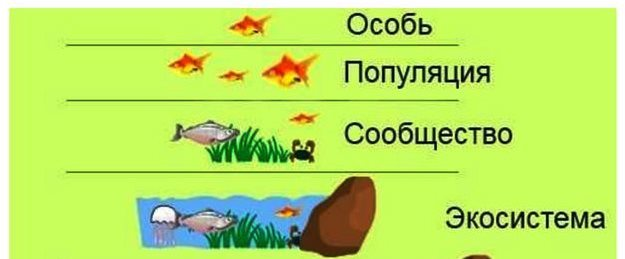 Особь
Популяция
Сообщество
Экосистема